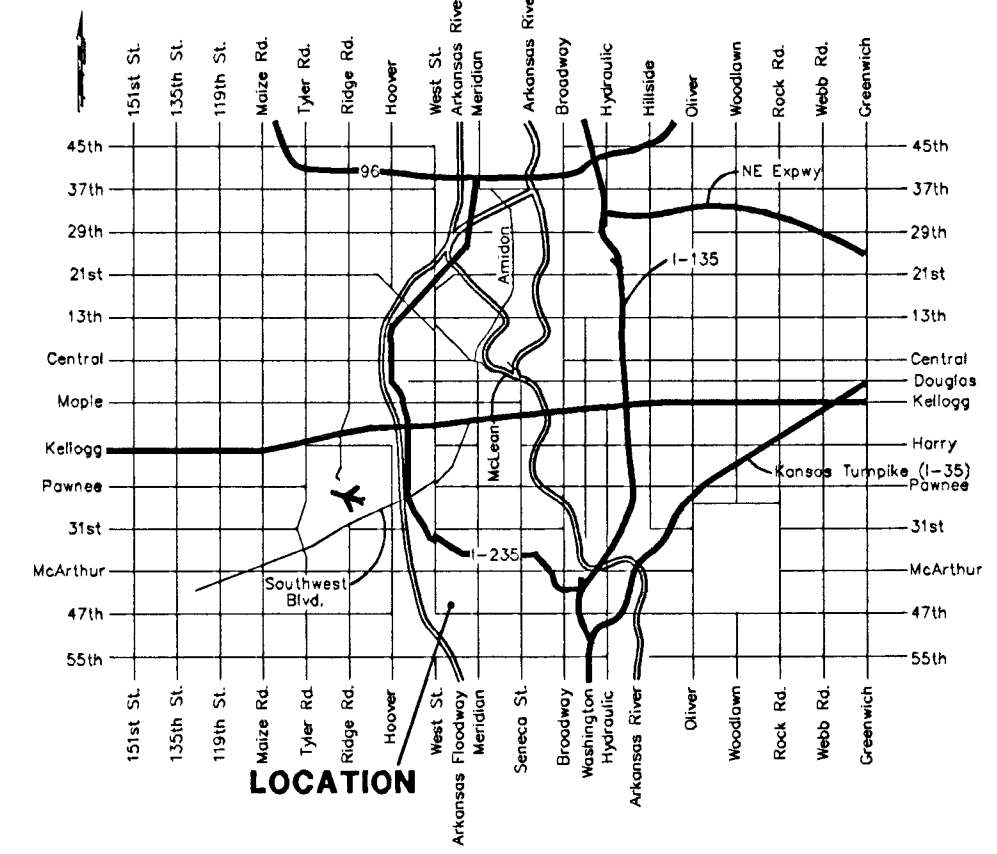 151st St.
135th St.
119th St.
Maize Rd.
Tyler Rd.
Ridge Rd.
Hoover
West St.
Arkansas Rive
Meridian
Arkansas Rive
Broadway
Hydraulic
Hillside
Oliver
Woodlawn
Rock Rd.
Webb Rd.
Greenwich
45th
37th
29th
21st
13th
Central
Maple
Kellogg
Pawnee
31st
McArthur
47th
55th
96
NE Expwy
Amidon
I-135
McLean
Kansas Turnpike (I-35)
I-235
Southwest
Blvd.
45th
37th
29th
21st
13th
Central
Douglas
Kellogg
Harry
Pawnee
31st
McArthur
47th
55th
151st St.
135th St.
119th St.
Maize Rd.
Tyler Rd.
Ridge Rd.
Hoover
West St.
Arkansas Floodway
Meridian
Seneca St.
Broadway
Washington
Hydraulic
Arkansas River
Oliver
Woodlawn
Rock Rd.
Webb Rd.
Greenwich
LOCATION